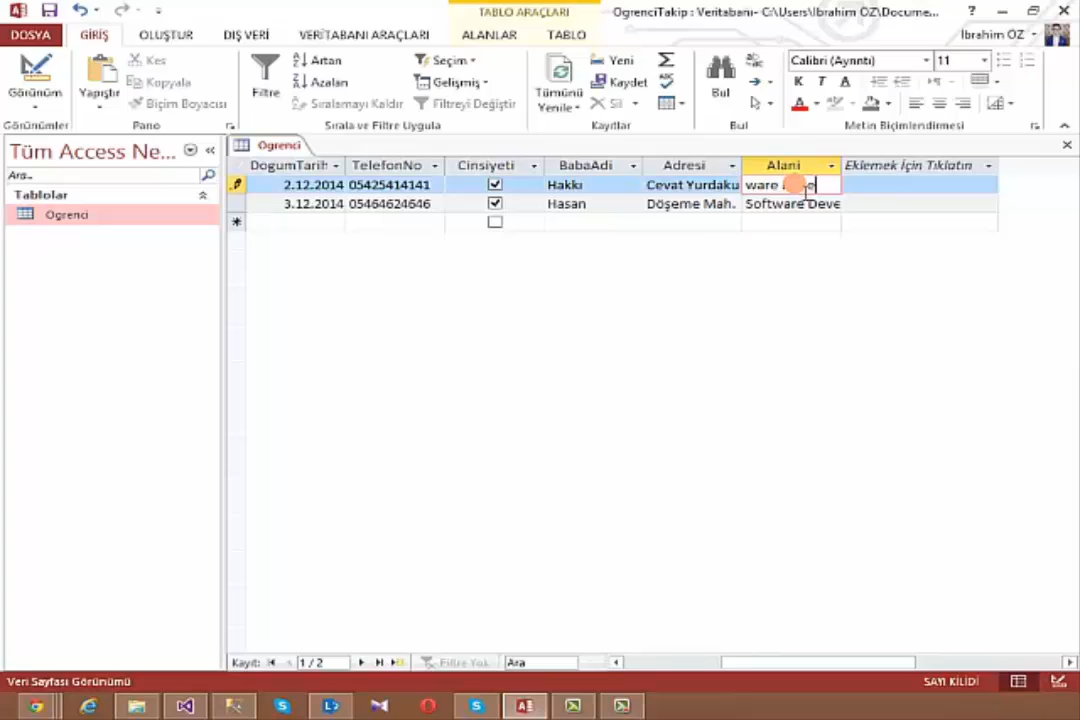 TABLO ARAÇLARI OgrenciTakip : Veritabanı- C:\Users\Ibrahim OZ\Docume... ?
DOSYA GİRİŞ OLUŞTUR DIŞ VERİ VERİTABANI ARAÇLARI ALANLAR TABLO İbrahim OZ
Görünüm Yapıştır Kes Kopyala Biçim Boyacısı
Filtre Artan Azalan Sıralamayı Kaldır Seçim Gelişmiş Filtreyi Değiştir
Tümünü Yenile Yeni Kaydet Sil Bul Calibri (Ayrıntı) 11
K T A
Görünümler Pano Sırala ve Filtre Uygula Kayıtlar Bul Metin Biçimlendirmesi
Tüm Access Ne...
Ara..
Tablolar
Ogrenci
Ogrenci
DogumTarih TelefonNo Cinsiyeti BabaAdi Adresi Alani Eklemek İçin Tıklatın
2.12.2014 05425414141 Hakkı Cevat Yurdaku ware
3.12.2014 05464624646 Hasan Döşeme Mah. Software Deve
Kayıt: 1 / 2 Filtre Yok Ara
Veri Sayfası Görünümü SAYI KİLİDİ